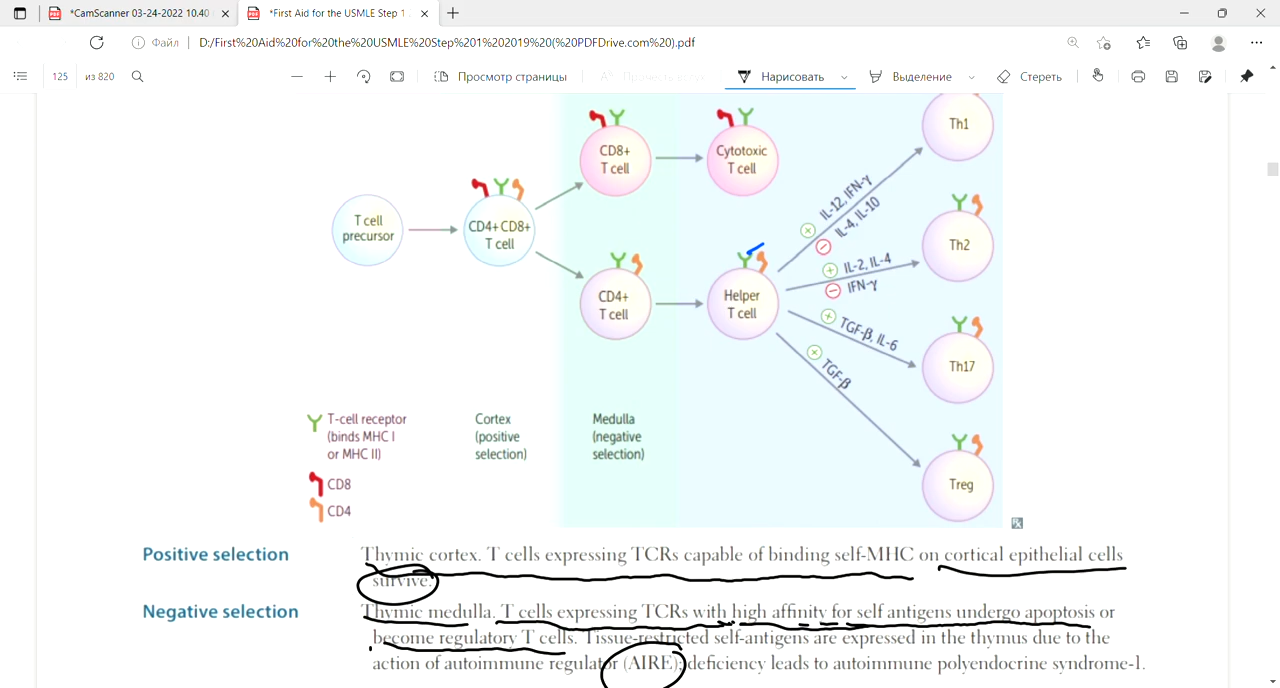 *CamScanner 03-24-2022 10.40
*First Aid for the USMLE Step 1
Файл
D:/First%20Aid%20for%20the%20USMLE%20Step%201%202019%20(%20PDFDrive.com%20).pdf
125
из 820
Просмотр страницы
Прочесть вслух
Нарисовать
Выделение
Стереть
Th1
CD8+
T cell
Cytotoxic
T cell
IL-12, IFN-γ
IL-4, IL-10
T cell
precursor
CD4+ CD8+
T cell
Th2
IL-2, IL-4
IFN-γ
CD4+
T cell
Helper
T cell
TGF-β, IL-6
Th17
TGF-β
T-cell receptor
(binds MHC I
or MHC II)
Cortex
(positive
selection)
Medulla
(negative
selection)
CD8
CD4
Treg
Positive selection
Thymic cortex. T cells expressing TCRs capable of binding self-MHC on cortical epithelial cells
survive.
Negative selection
Thymic medulla. T cells expressing TCRs with high affinity for self antigens undergo apoptosis or
become regulatory T cells. Tissue-restricted self-antigens are expressed in the thymus due to the
action of autoimmune regulator (AIRE); deficiency leads to autoimmune polyendocrine syndrome-1.